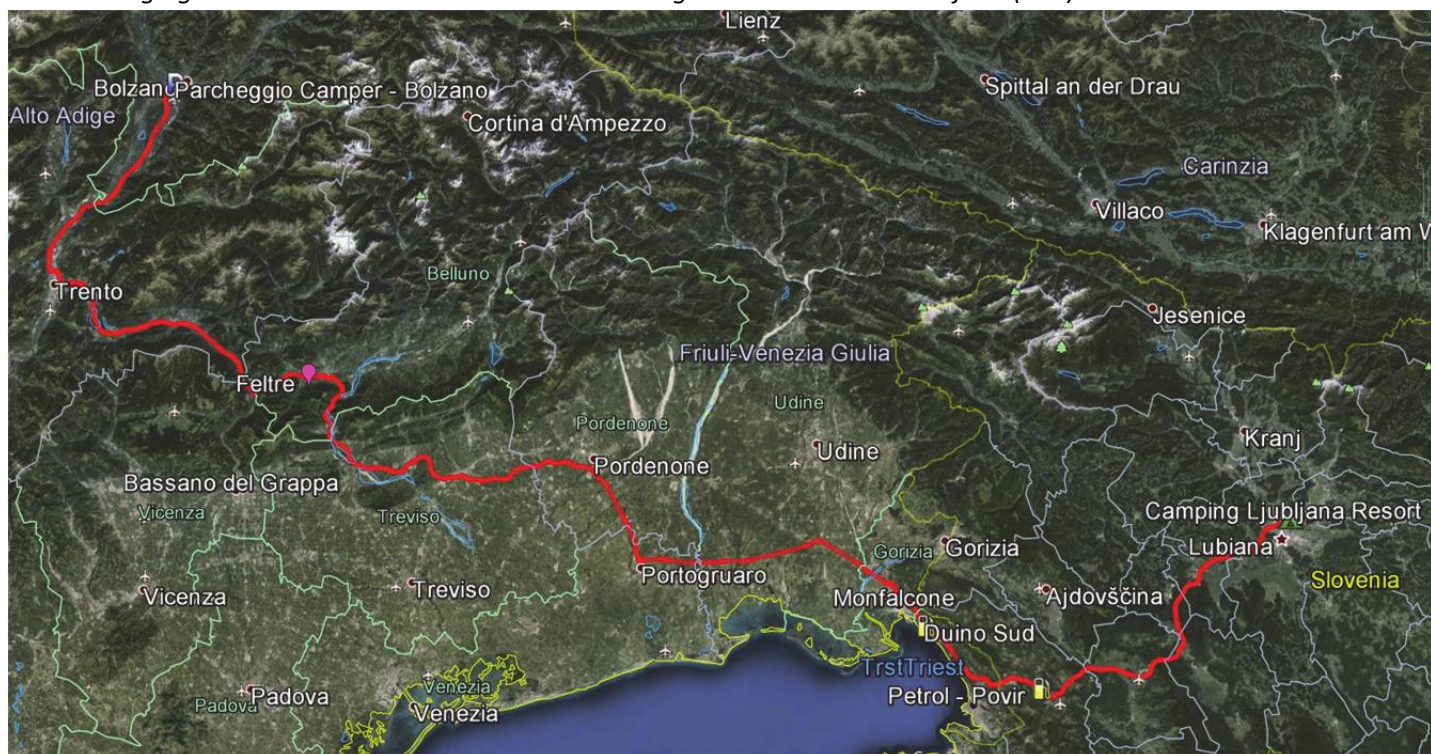 Lienz
Bolzano
Parcheggio Camper - Bolzano
Spittal an der Drau
Alto Adige
Cortina d'Ampezzo
Carinzia
Villaco
Klagenfurt am W
Belluno
Trento
Jesenice
Friuli-Venezia Giulia
Feltre
Udine
Pordenone
Kranj
Udine
Pordenone
Bassano del Grappa
Vicenza
Treviso
Camping Ljubljana Resort
Lubiana
Gorizia
Gorizia
Portogruaro
Slovenia
Treviso
Vicenza
Monfalcone
Ajdovščina
Duino Sud
TrstTriest
Petrol - Povir
Padova
Venezia
Padova
Venezia